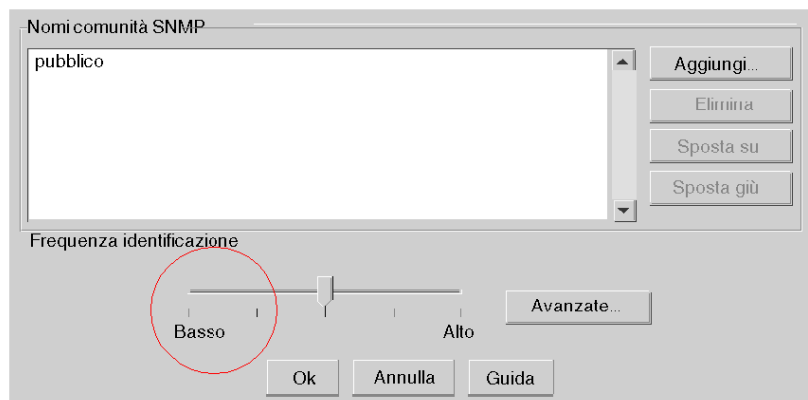 Nomi comunità SNMP
pubblico
Aggiungi...
Elimina
Sposta su
Sposta giù
Frequenza identificazione
Basso
Alto
Avanzate...
Ok
Annulla
Guida